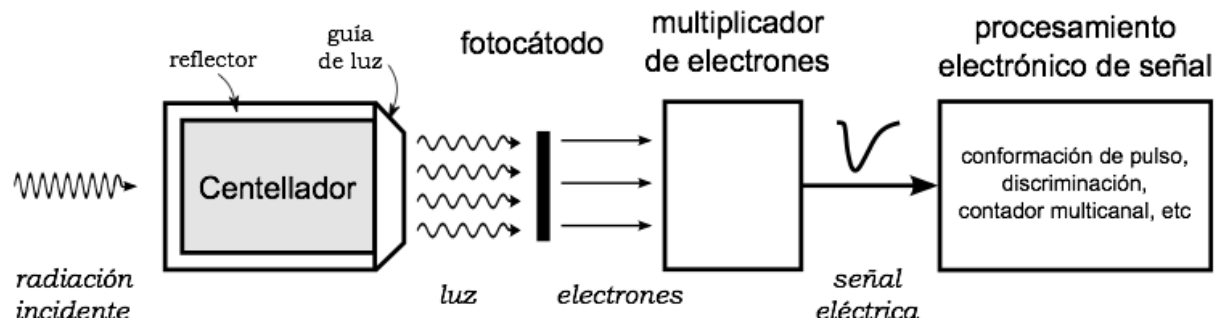 reflector
guía
de luz
fotocátodo
multiplicador
de electrones
procesamiento
electrónico de señal
Centellador
conformación de pulso,
discriminación,
contador multicanal, etc
radiación
incidente
luz
electrones
señal
eléctrica